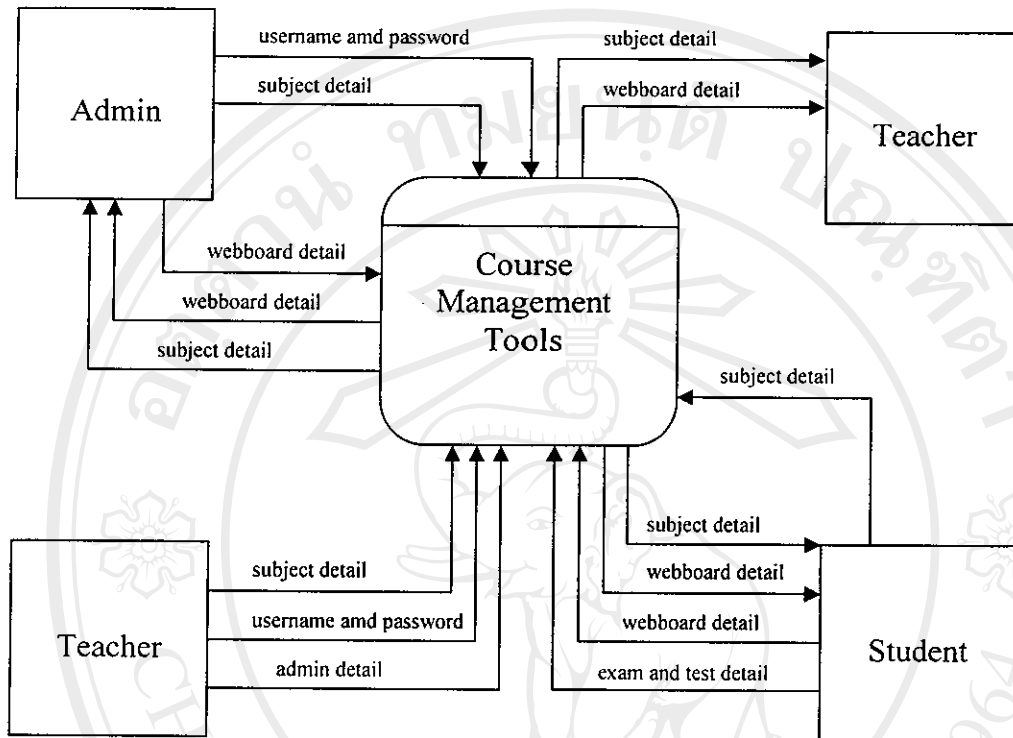 username amd password
subject detail
Admin
subject detail
webboard detail
Teacher
webboard detail
webboard detail
subject detail
Course
Management
Tools
subject detail
subject detail
username amd password
admin detail
Teacher
subject detail
webboard detail
webboard detail
exam and test detail
Student